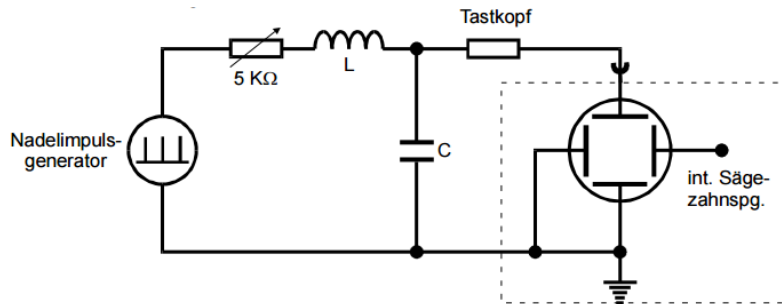 Tastkopf
5 KΩ
L
Nadelimpuls-
generator
C
int. Säge-
zahnspg.